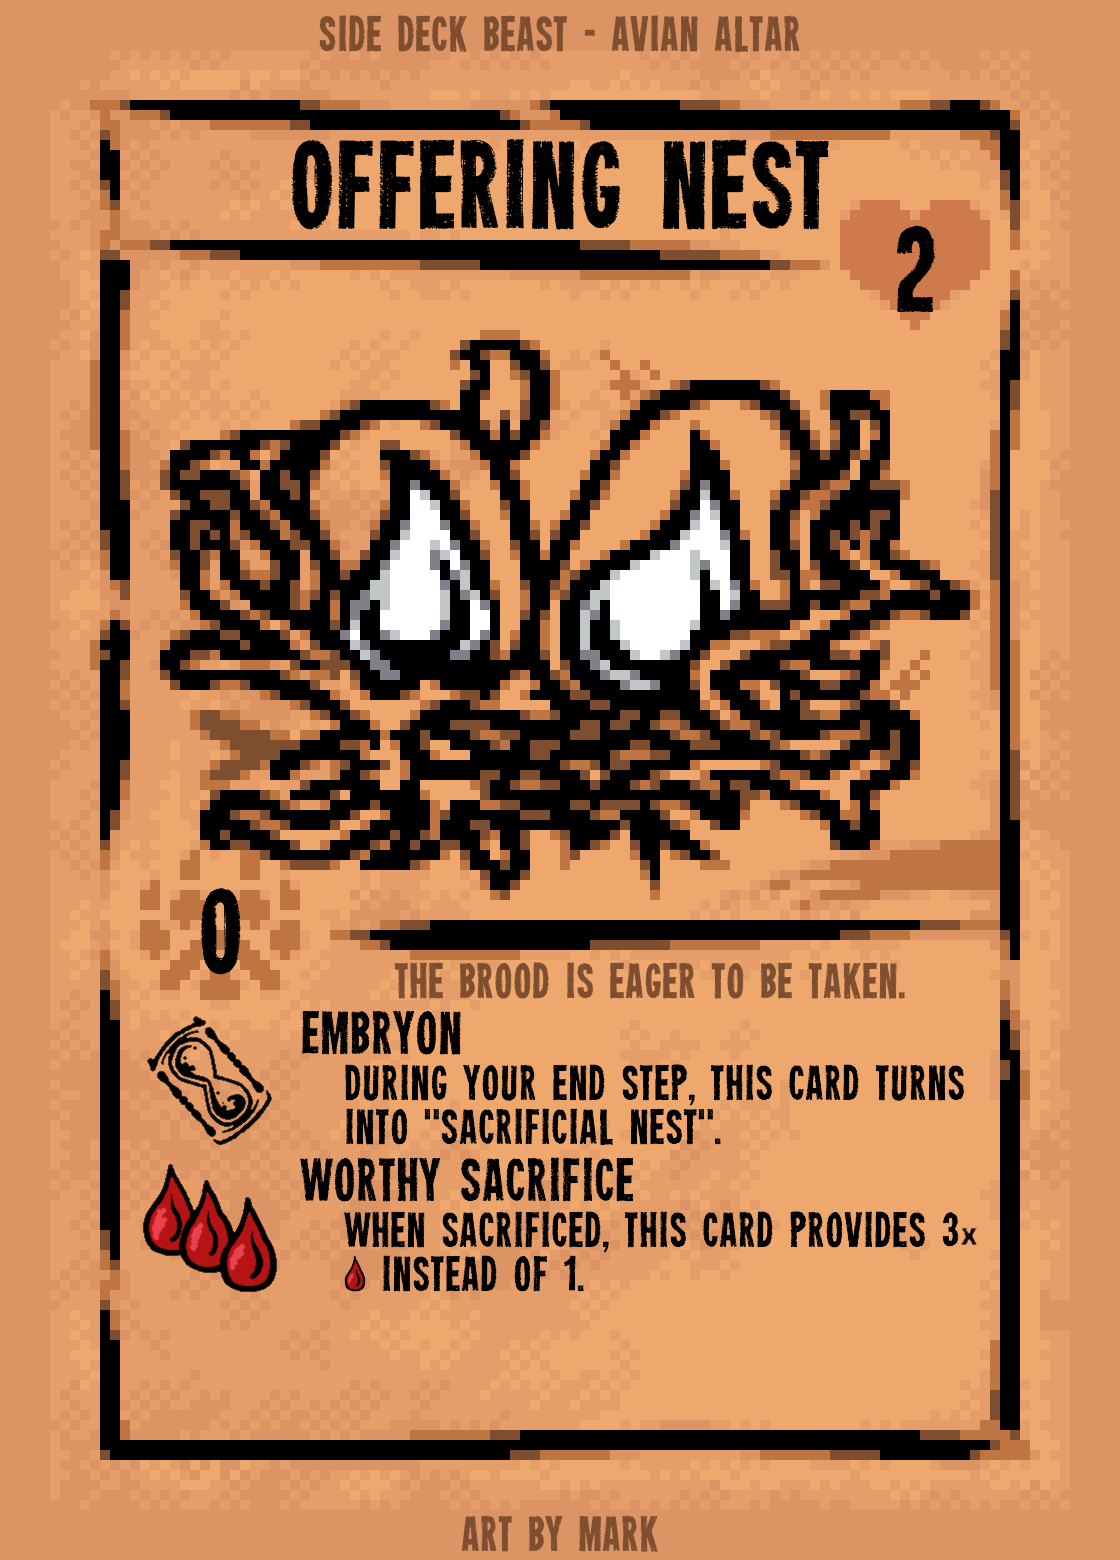 SIDE DECK BEAST - AVIAN ALTAR
OFFERING NEST
2
0
THE BROOD IS EAGER TO BE TAKEN.
EMBRYON
DURING YOUR END STEP, THIS CARD TURNS
INTO "SACRIFICIAL NEST".
WORTHY SACRIFICE
WHEN SACRIFICED, THIS CARD PROVIDES 3x
INSTEAD OF 1.
ART BY MARK